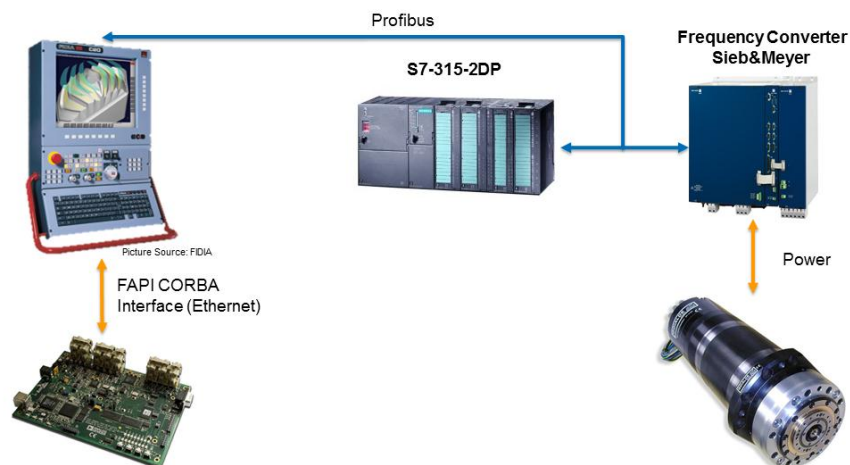 Profibus
Frequency Converter
Sieb&Meyer
S7-315-2DP
Picture Source: FIDIA
FAPI CORBA
Interface (Ethernet)
Power